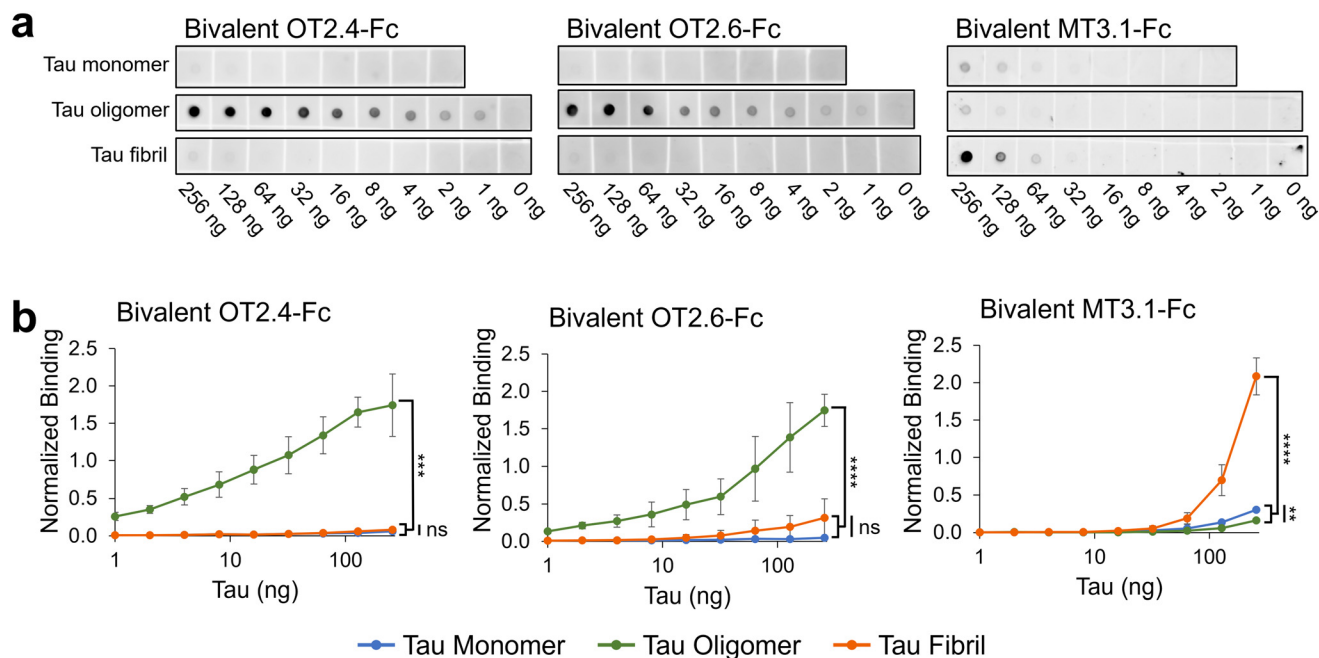 a
Bivalent OT2.4-Fc Bivalent OT2.6-Fc Bivalent MT3.1-Fc
Tau monomer
Tau oligomer
Tau fibril
256 ng 128 ng 64 ng 32 ng 16 ng 8 ng 4 ng 2 ng 1 ng 0 ng 256 ng 128 ng 64 ng 32 ng 16 ng 8 ng 4 ng 2 ng 1 ng 0 ng 256 ng 128 ng 64 ng 32 ng 16 ng 8 ng 4 ng 2 ng 1 ng 0 ng
b
Bivalent OT2.4-Fc
Normalized Binding
2.5
2.0
1.5
1.0
0.5
0.0
1 10 100
Tau (ng)
***
ns
Bivalent OT2.6-Fc
Normalized Binding
2.5
2.0
1.5
1.0
0.5
0.0
1 10 100
Tau (ng)
****
ns
Bivalent MT3.1-Fc
Normalized Binding
2.5
2.0
1.5
1.0
0.5
0.0
1 10 100
Tau (ng)
****
**
Tau Monomer Tau Oligomer Tau Fibril